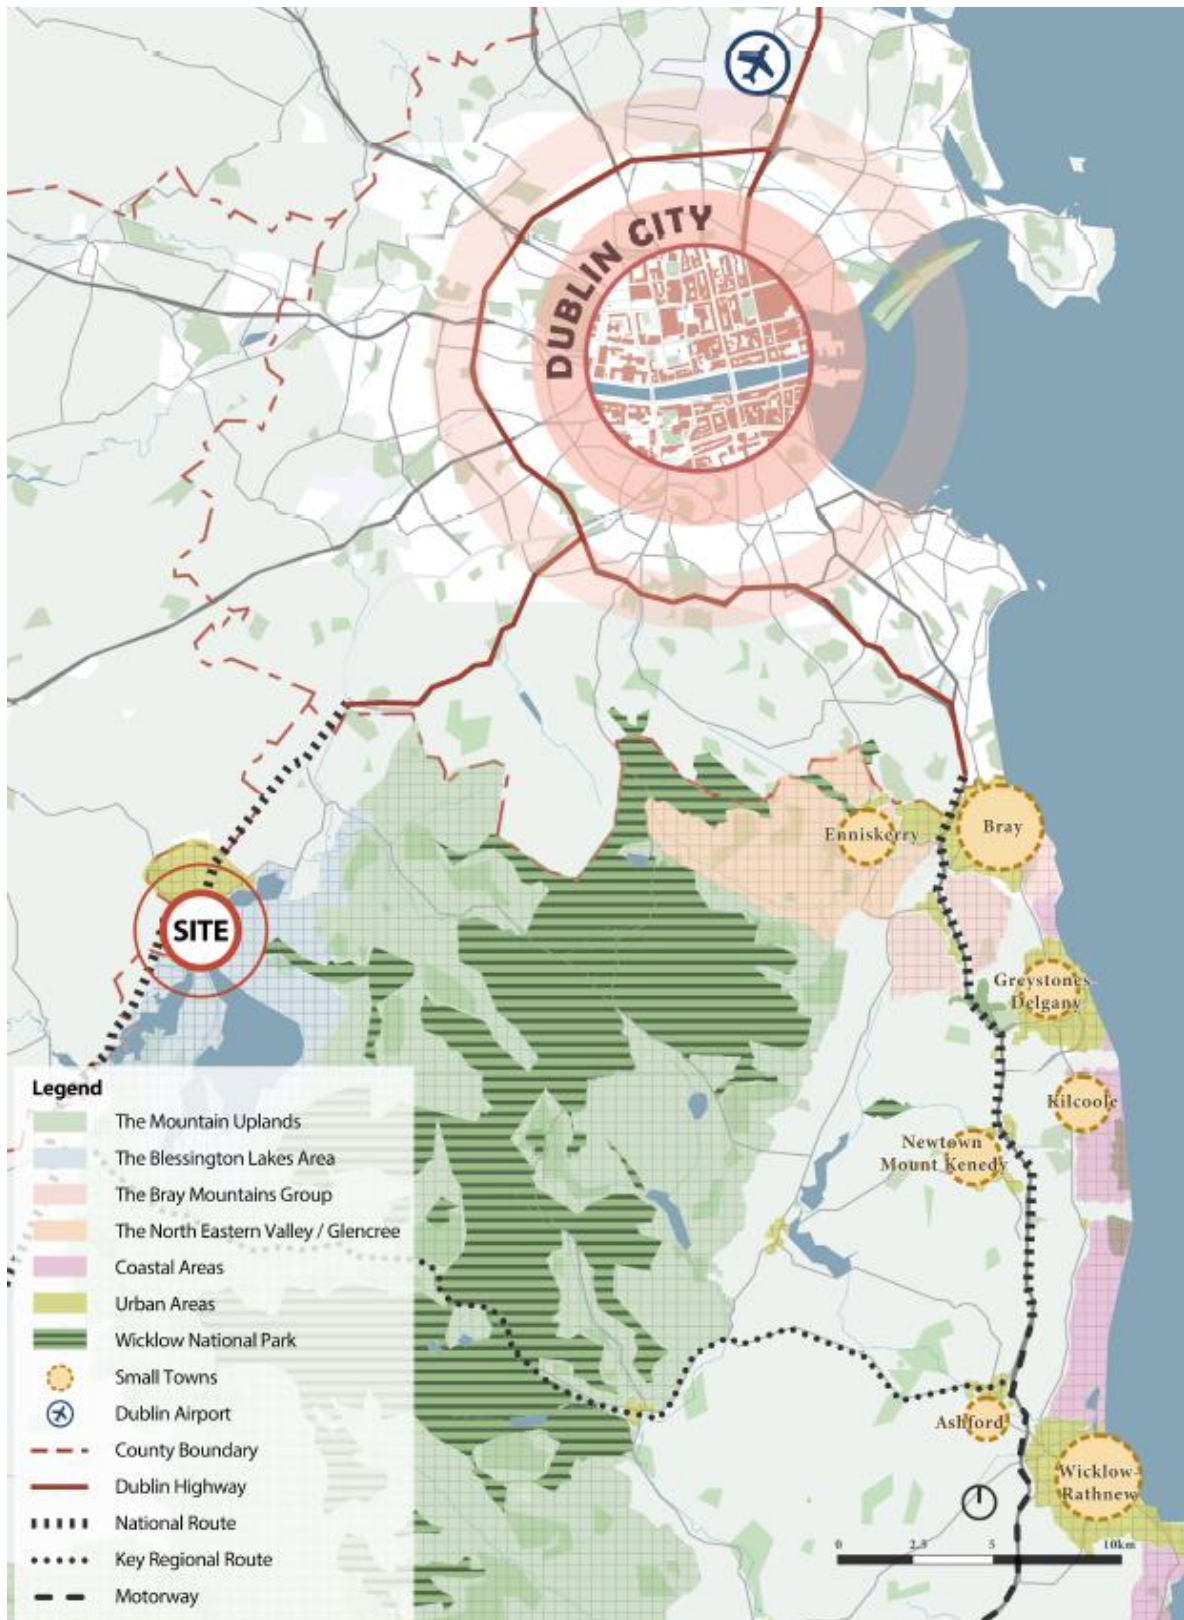 DUBLIN CITY
Enniskerry
Bray
SITE
Greystones-
Delgany
Kilcoole
Newtown
Mount Kenedy
Ashford
Wicklow-
Rathnew
Legend
The Mountain Uplands
The Blessington Lakes Area
The Bray Mountains Group
The North Eastern Valley / Glencree
Coastal Areas
Urban Areas
Wicklow National Park
Small Towns
Dublin Airport
County Boundary
Dublin Highway
National Route
Key Regional Route
Motorway
0 2.5 5 10km